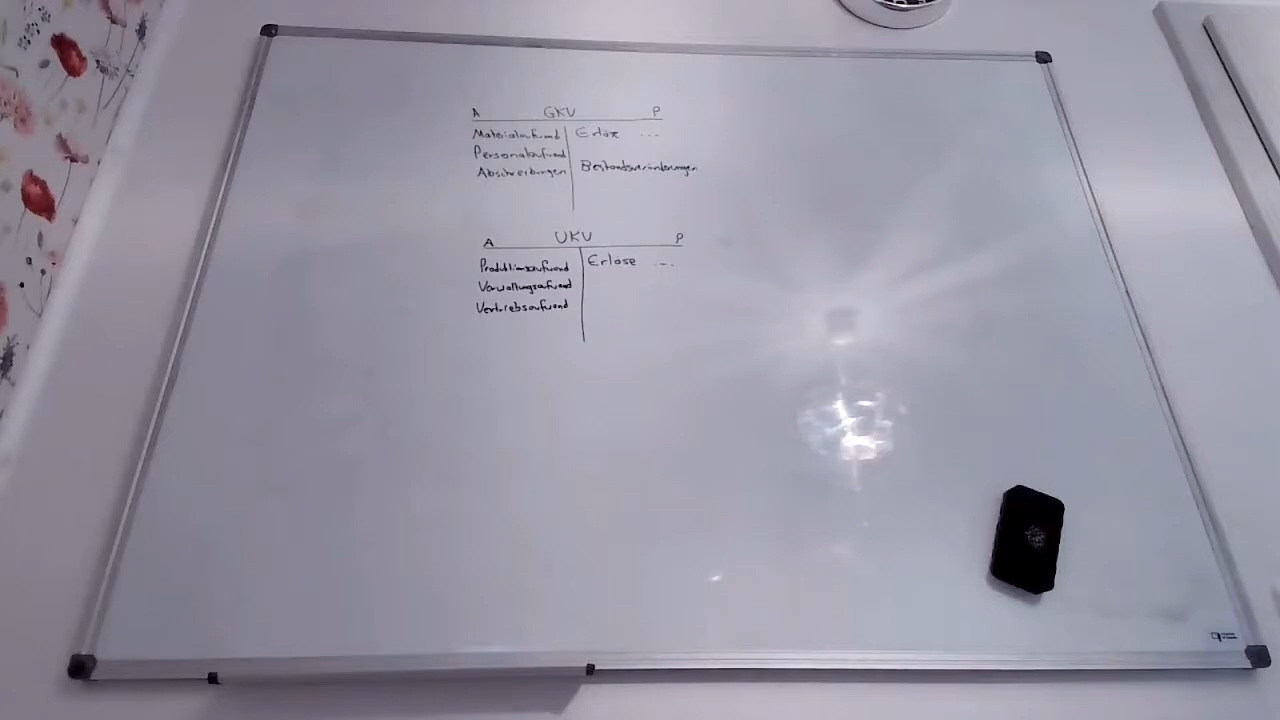 A GKV P
Materialaufwand Erlöse ...
Personalaufwand
Abschreibungen Bestandsveränderungen
A UKV P
Produktionsaufwand Erlöse ...
Verwaltungsaufwand
Vertriebsaufwand